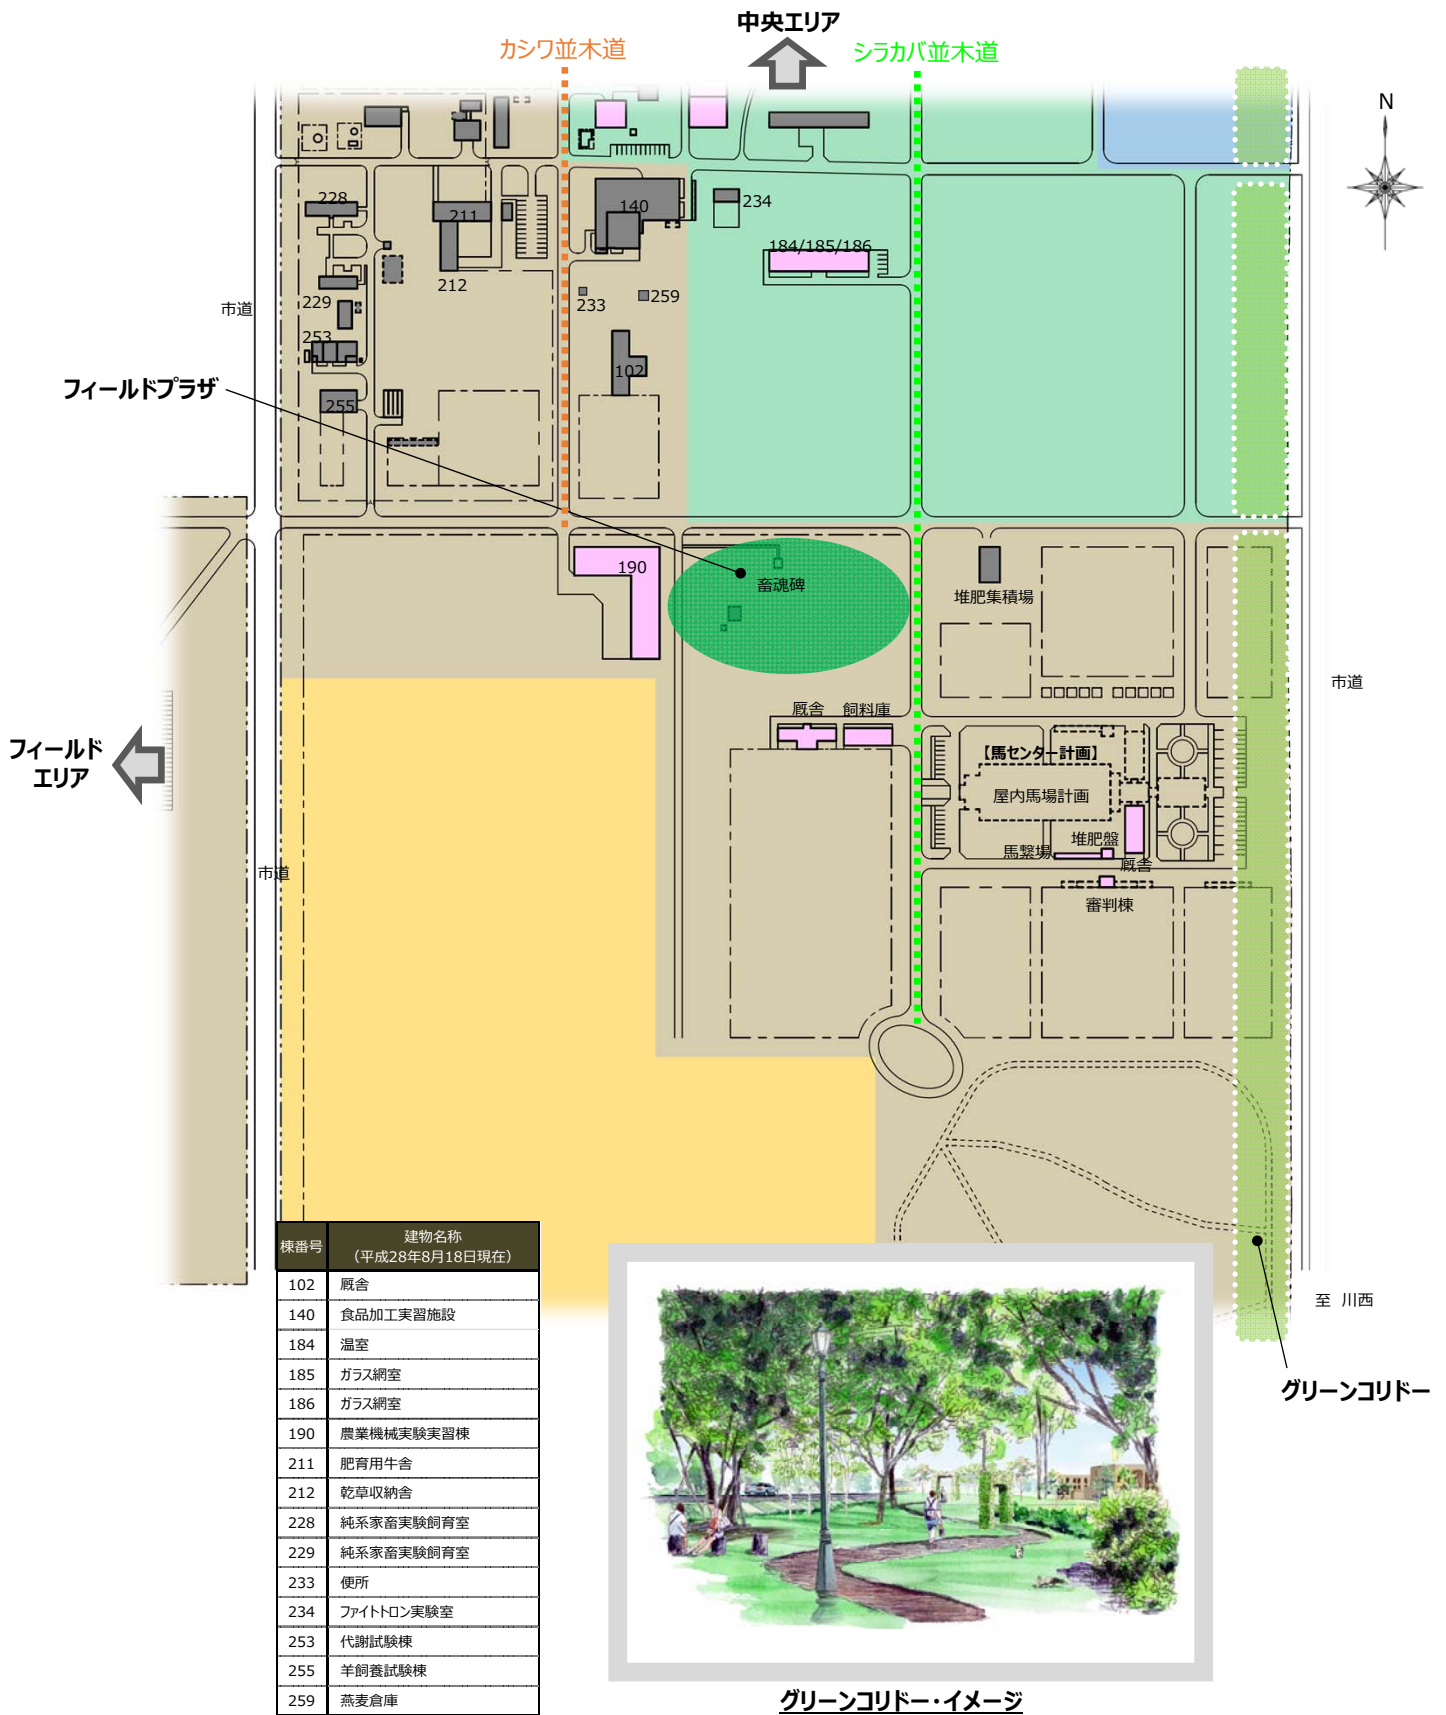 中央エリア
カシワ並木道
シラカバ並木道
N
228
211
140
234
184/185/186
212
229
233
259
市道
253
102
フィールドプラザ
255
190
畜魂碑
堆肥集積場
市道
厩舎
飼料庫
フィールド
エリア
【馬センター計画】
屋内馬場計画
堆肥盤
馬繋場
厩舎
市道
審判棟
棟番号
建物名称
（平成28年8月18日現在）
102 厩舎
140 食品加工実習施設
184 温室
185 ガラス網室
186 ガラス網室
190 農業機械実験実習棟
211 肥育用牛舎
212 乾草収納舎
228 純系家畜実験飼育室
229 純系家畜実験飼育室
233 便所
234 ファイトトロン実験室
253 代謝試験棟
255 羊飼養試験棟
259 燕麦倉庫
至 川西
グリーンコリドー
グリーンコリドー・イメージ